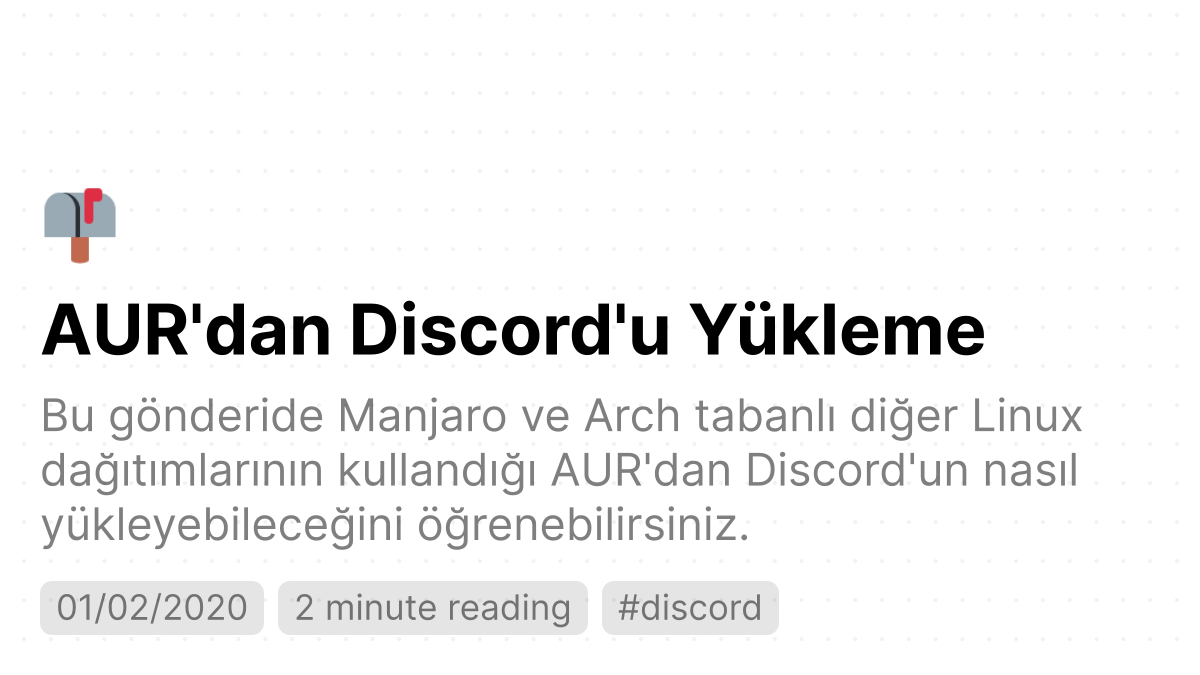 AUR'dan Discord'u Yükleme
Bu gönderide Manjaro ve Arch tabanlı diğer Linux
dağıtımlarının kullandığı AUR'dan Discord'un nasıl
yükleyebileceğini öğrenebilirsiniz.
01/02/2020 2 minute reading #discord